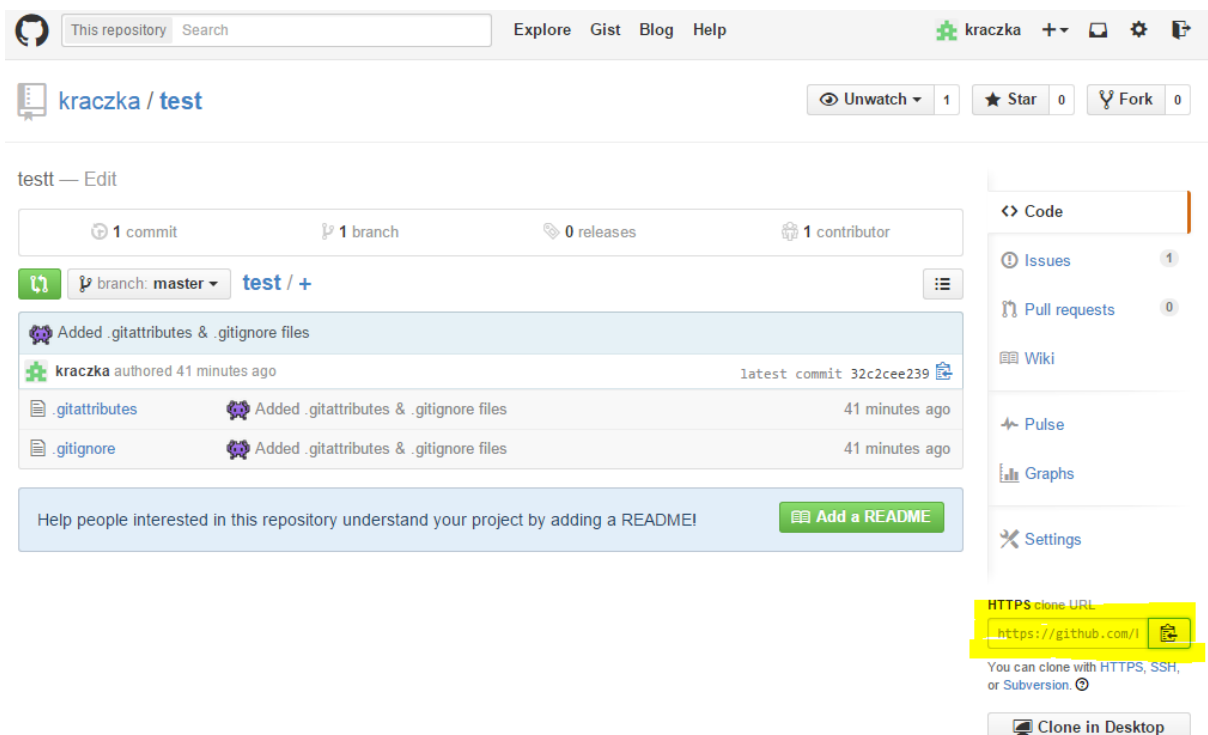 This repository Search Explore Gist Blog Help kraczka
kraczka / test Unwatch 1 Star 0 Fork 0
testt — Edit
1 commit 1 branch 0 releases 1 contributor
branch: master test / +
Added .gitattributes & .gitignore files
kraczka authored 41 minutes ago latest commit 32c2cee239
.gitattributes Added .gitattributes & .gitignore files 41 minutes ago
.gitignore Added .gitattributes & .gitignore files 41 minutes ago
Help people interested in this repository understand your project by adding a README! Add a README
Code
Issues 1
Pull requests 0
Wiki
Pulse
Graphs
Settings
HTTPS clone URL
https://github.com/
You can clone with HTTPS, SSH,
or Subversion.
Clone in Desktop